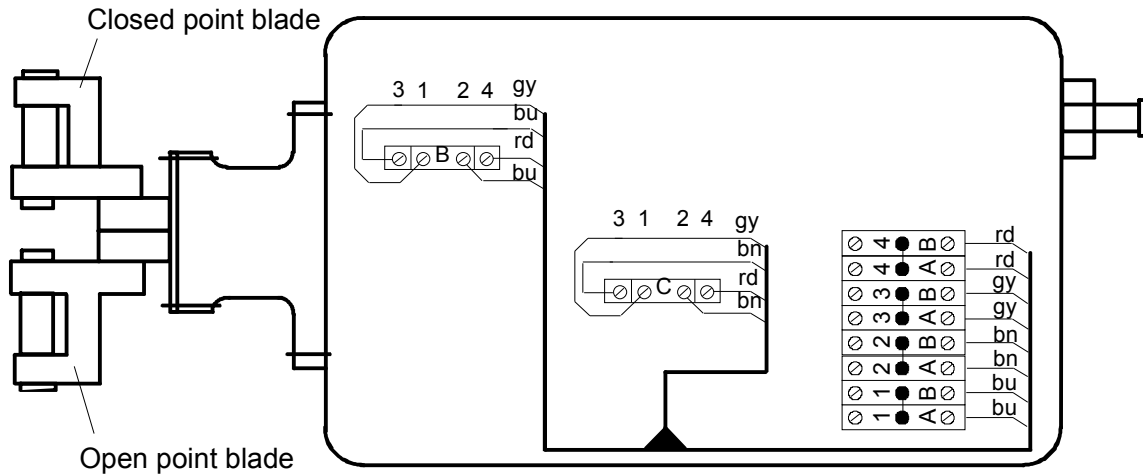 Closed point blade
3 1 2 4 gy
bu
rd
B
bu
3 1 2 4 gy
bn
rd
C
bn
4 B rd
4 A rd
3 B gy
3 A gy
2 B bn
2 A bn
1 B bu
1 A bu
Open point blade